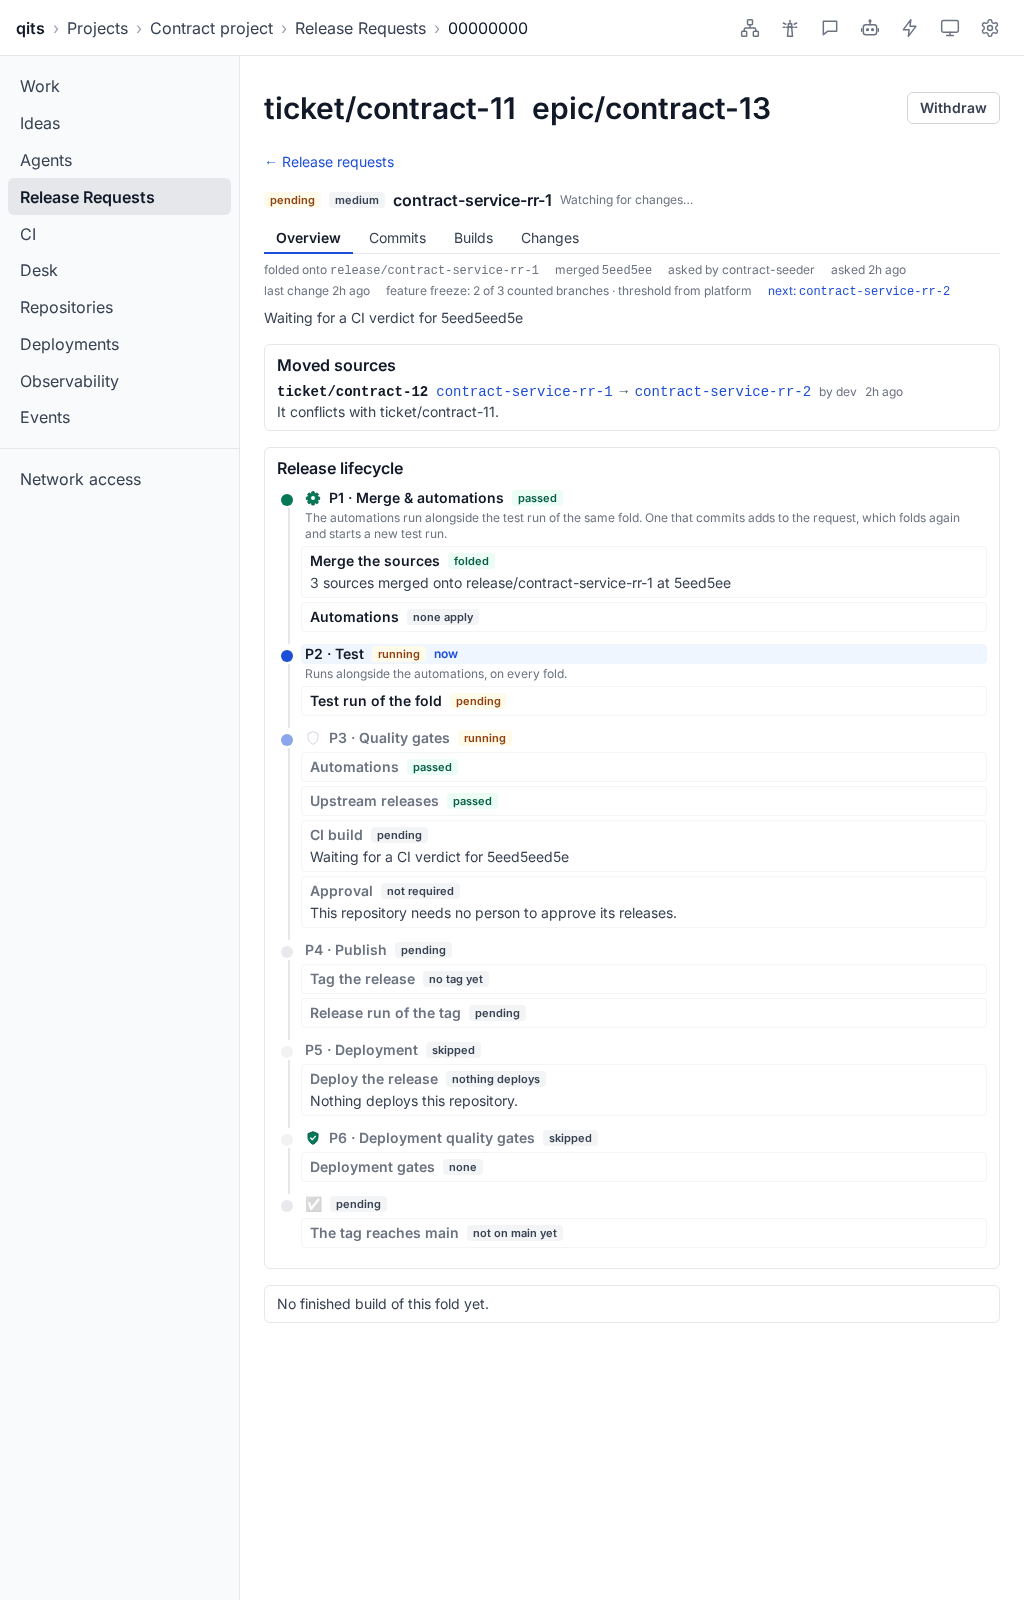 qits › Projects › Contract project › Release Requests › 00000000
Work
Ideas
Agents
Release Requests
CI
Desk
Repositories
Deployments
Observability
Events
Network access
ticket/contract-11 epic/contract-13
Withdraw
← Release requests
pending medium contract-service-rr-1 Watching for changes...
Overview Commits Builds Changes
folded onto release/contract-service-rr-1 merged 5eed5ee asked by contract-seeder asked 2h ago
last change 2h ago feature freeze: 2 of 3 counted branches · threshold from platform next: contract-service-rr-2
Waiting for a CI verdict for 5eed5eed5e
Moved sources
ticket/contract-12 contract-service-rr-1 → contract-service-rr-2 by dev 2h ago
It conflicts with ticket/contract-11.
Release lifecycle
P1 · Merge & automations passed
The automations run alongside the test run of the same fold. One that commits adds to the request, which folds again
and starts a new test run.
Merge the sources folded
3 sources merged onto release/contract-service-rr-1 at 5eed5ee
Automations none apply
P2 · Test running now
Runs alongside the automations, on every fold.
Test run of the fold pending
P3 · Quality gates running
Automations passed
Upstream releases passed
CI build pending
Waiting for a CI verdict for 5eed5eed5e
Approval not required
This repository needs no person to approve its releases.
P4 · Publish pending
Tag the release no tag yet
Release run of the tag pending
P5 · Deployment skipped
Deploy the release nothing deploys
Nothing deploys this repository.
P6 · Deployment quality gates skipped
Deployment gates none
pending
The tag reaches main not on main yet
No finished build of this fold yet.